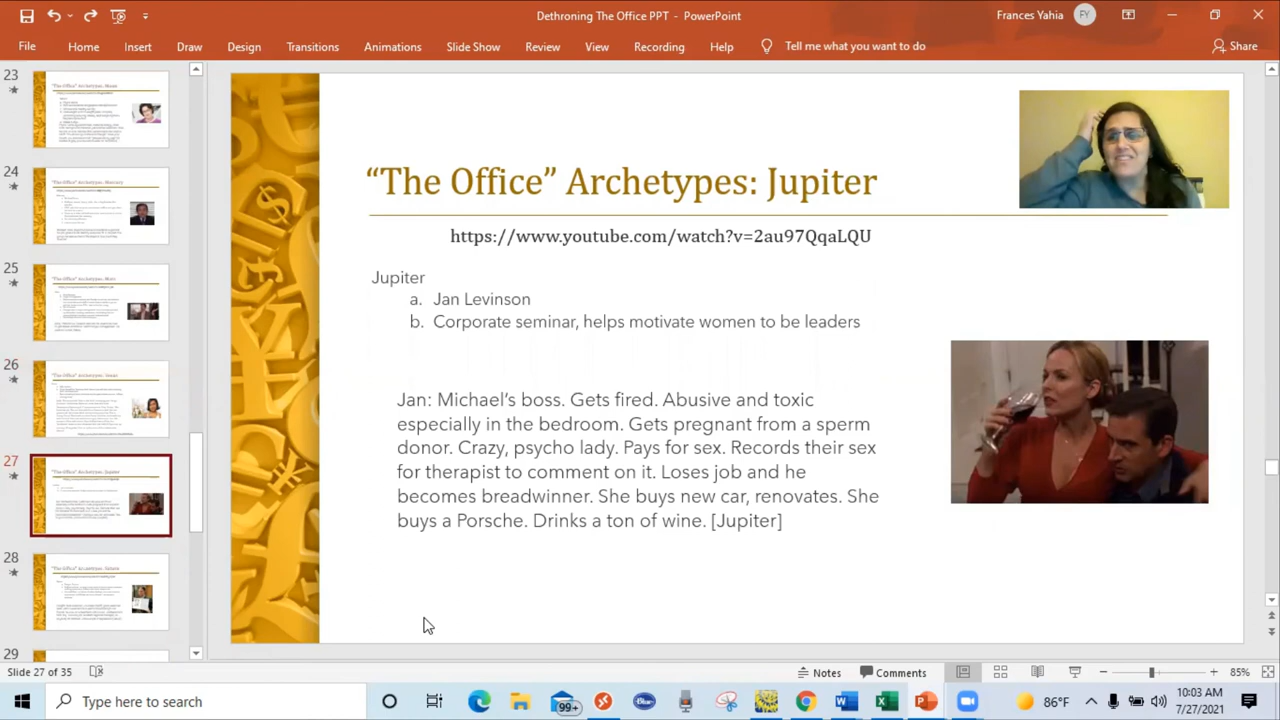 Dethroning The Office PPT - PowerPoint
Frances Yahia
FY
File
Home
Insert
Draw
Design
Transitions
Animations
Slide Show
Review
View
Recording
Help
Tell me what you want to do
Share
23
24
25
26
27
28
29
“The Office” Archetypes: Jupiter
https://www.youtube.com/watch?v=2au97QqaLQU
Jupiter
a. Jan Levinson
b. Corporate seminar, helps motivate women to be leaders
Jan: Michael’s boss. Gets fired. Abusive and toxic
especially in the bedroom. Gets pregnant from a sperm
donor. Crazy, psycho lady. Pays for sex. Records their sex
for therapist to comment on it. Loses job and he
becomes breadwinner. She buys new car, renovates. She
buys a Porsche. Drinks a ton of wine. [Jupiter]
Slide 27 of 35
Notes
Comments
85%
Type here to search
99+
86°F
10:03 AM
7/27/2021